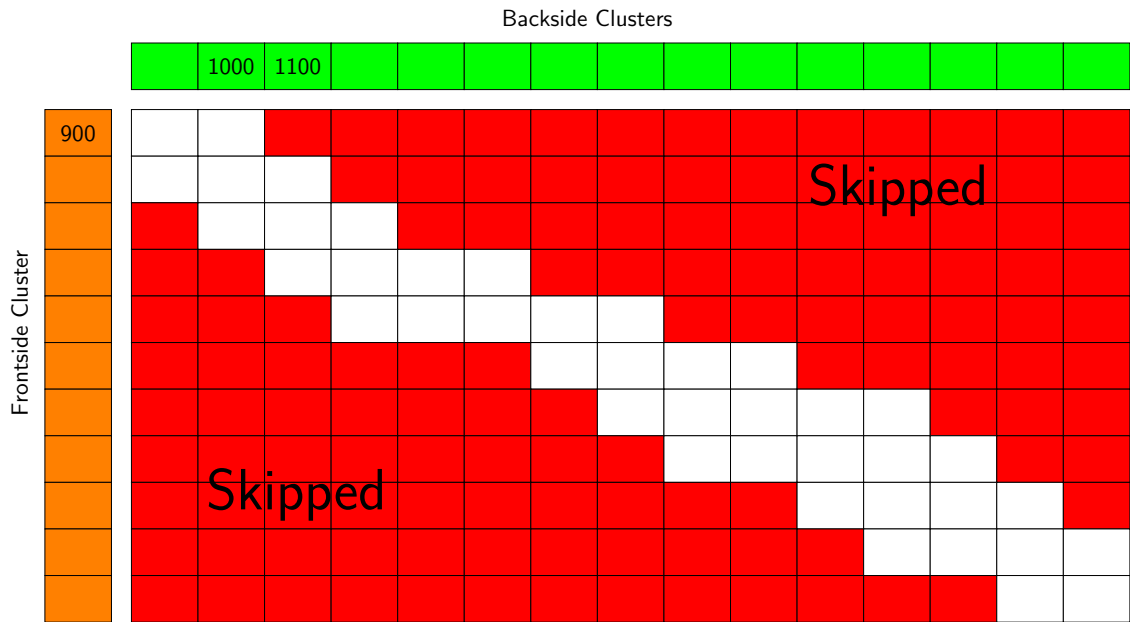 Backside Clusters
1000 1100
900
Skipped
Frontside Cluster
Skipped